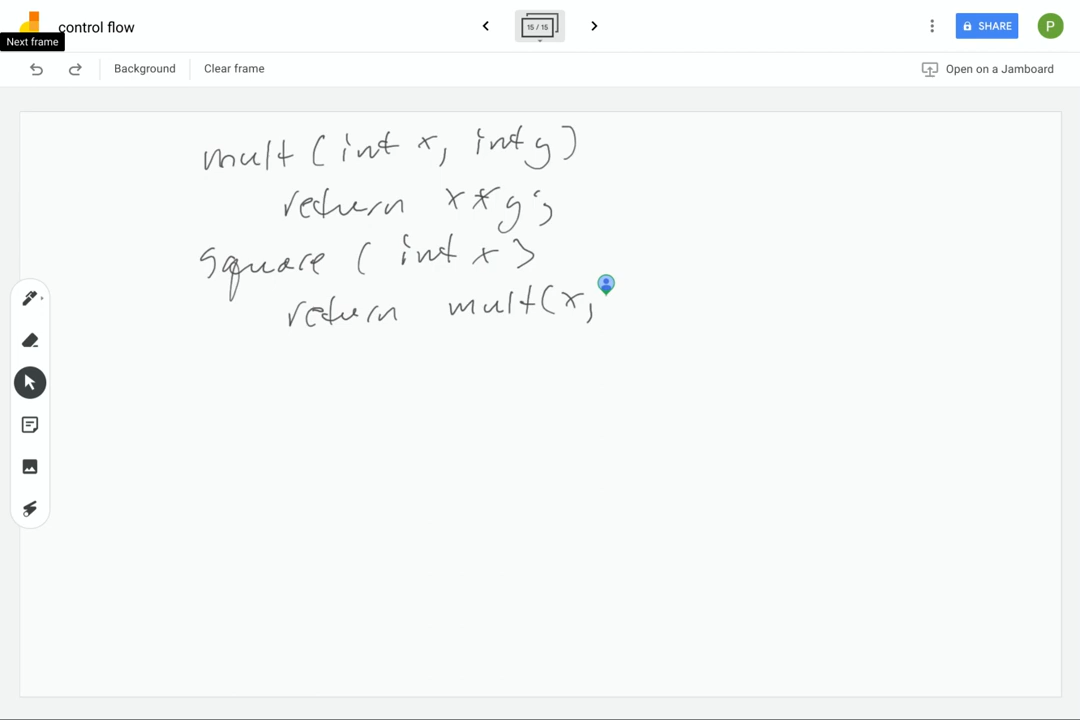 control flow
15 / 15
SHARE
P
Next frame
Background
Clear frame
Open on a Jamboard
mult (int x, int y)
return x*y;
square (int x)
return mult(x,